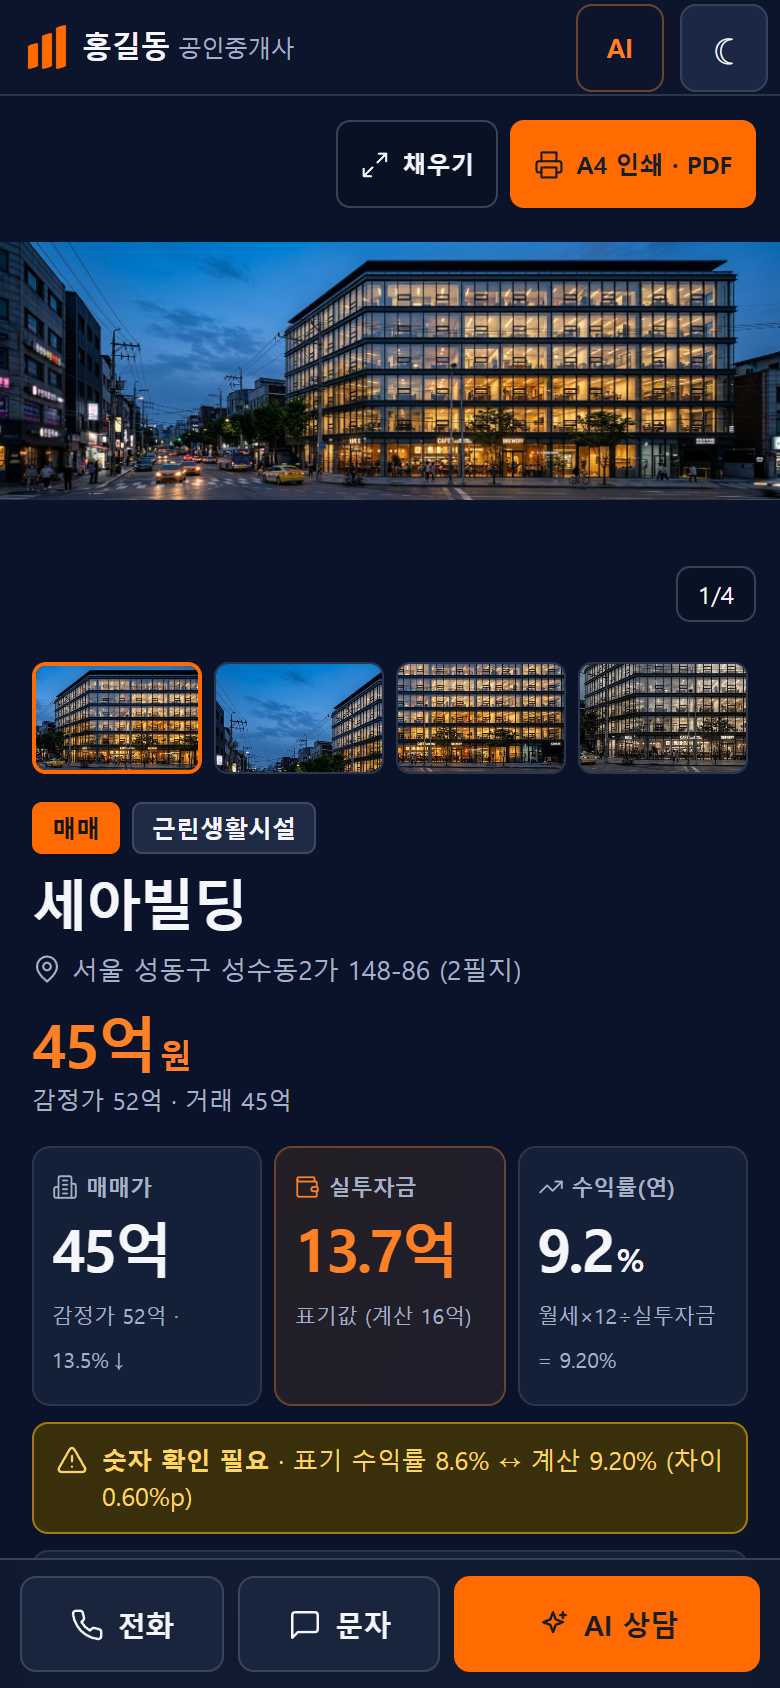 홍길동 공인중개사
AI
채우기
A4 인쇄 · PDF
1/4
매매
근린생활시설
세아빌딩
서울 성동구 성수동2가 148-86 (2필지)
45억원
감정가 52억 · 거래 45억
매매가
45억
감정가 52억 ·
13.5%↓
실투자금
13.7억
표기값 (계산 16억)
수익률(연)
9.2%
월세×12÷실투자금
= 9.20%
숫자 확인 필요 · 표기 수익률 8.6% ↔ 계산 9.20% (차이
0.60%p)
전화
문자
AI 상담